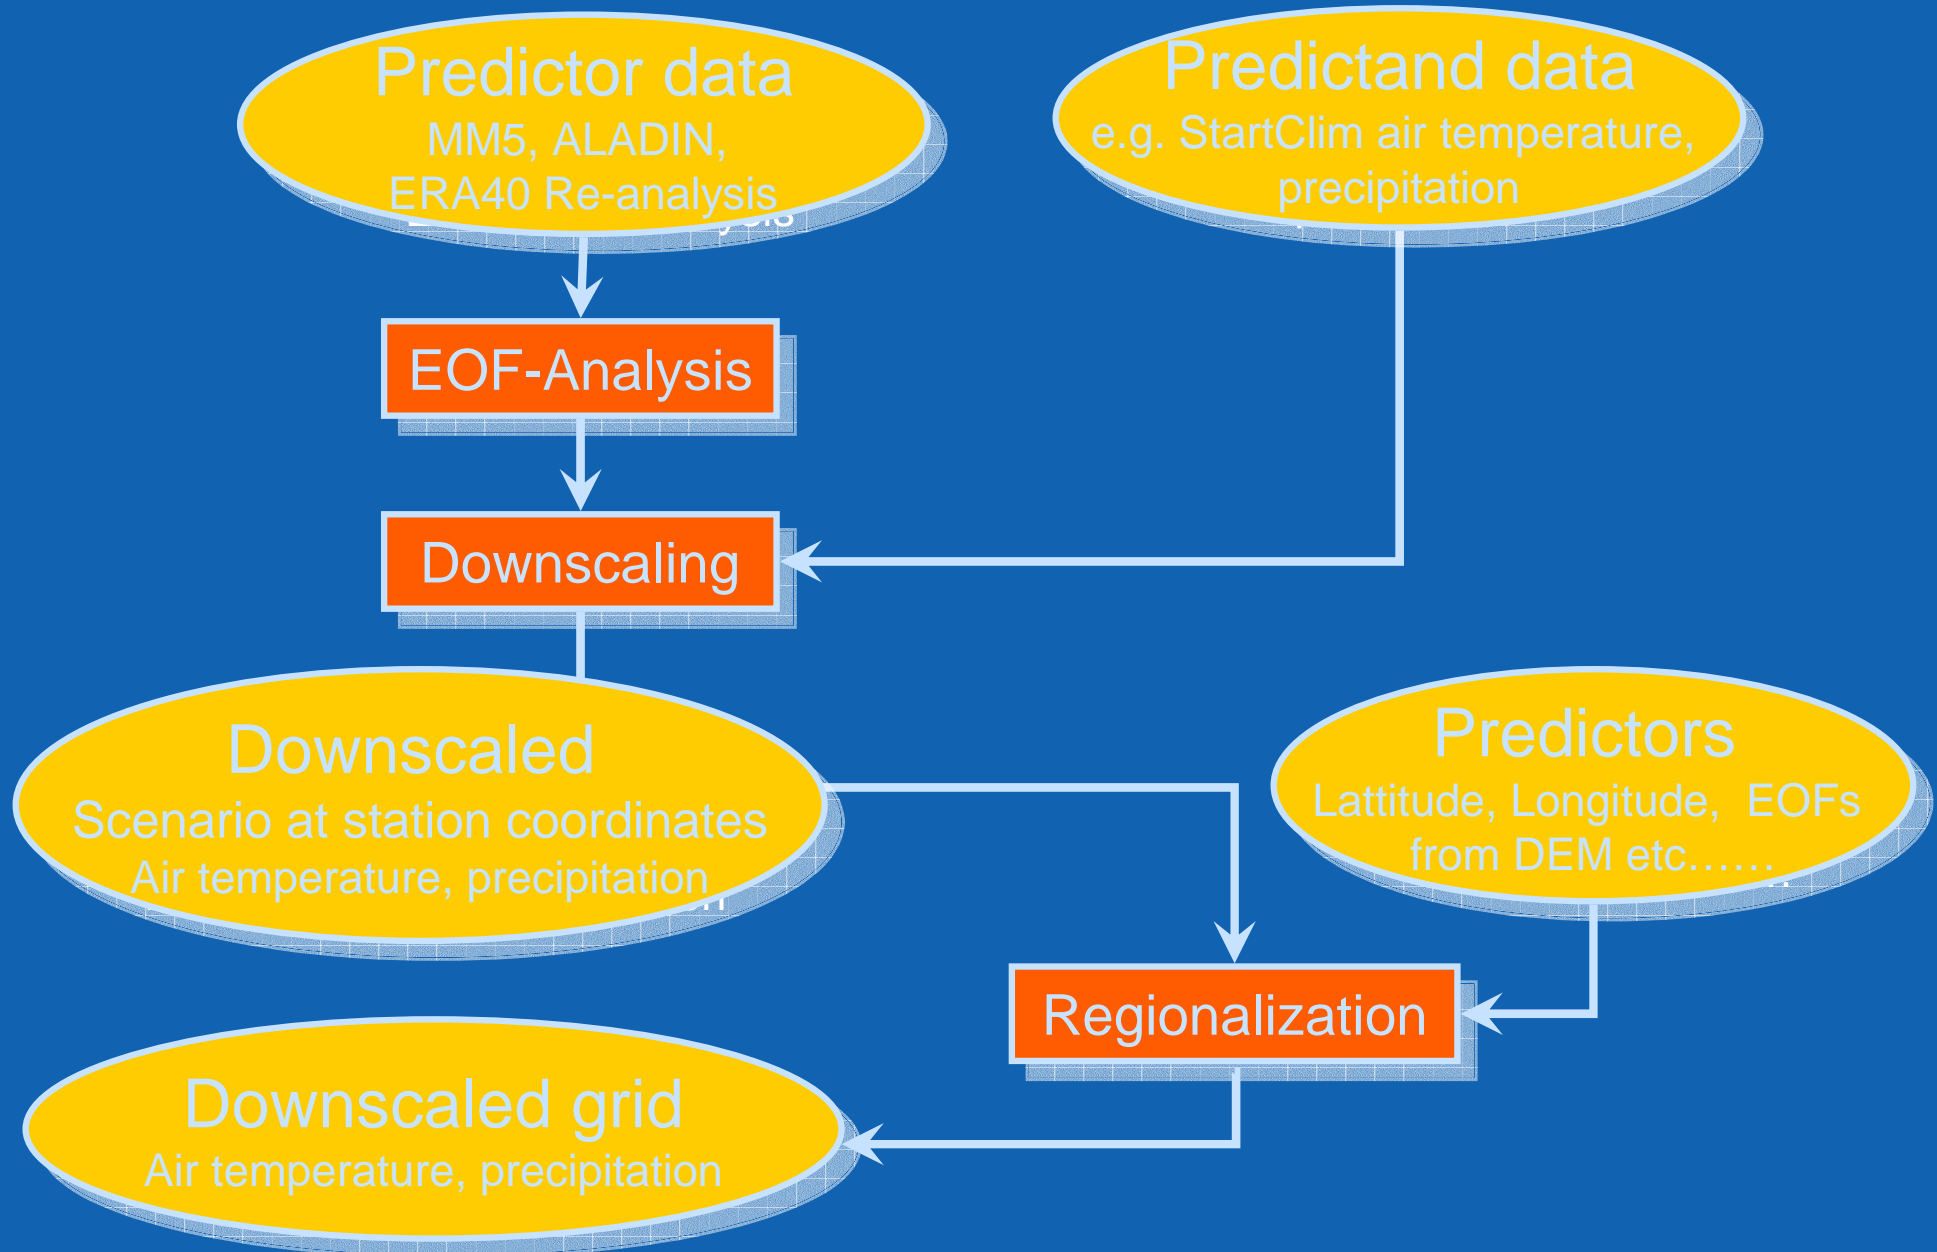 Predictor data
MM5, ALADIN,
ERA40 Re-analysis
Predictand data
e.g. StartClim air temperature,
precipitation
EOF-Analysis
Downscaling
Downscaled
Scenario at station coordinates
Air temperature, precipitation
Predictors
Lattitude, Longitude, EOFs
from DEM etc......
Regionalization
Downscaled grid
Air temperature, precipitation